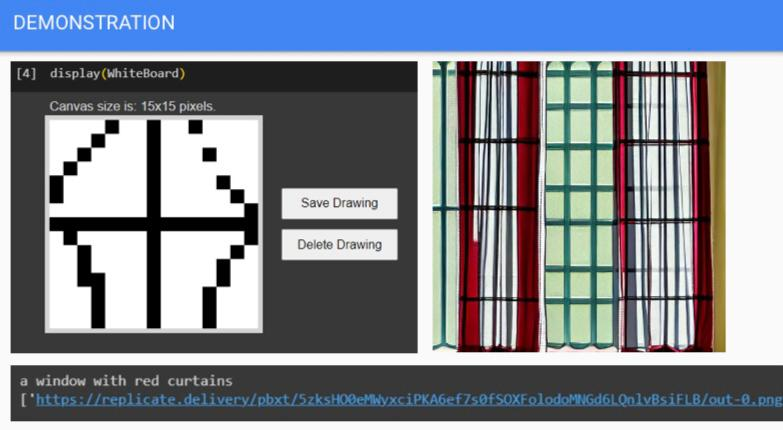 DEMONSTRATION
[4] display(WhiteBoard)
Canvas size is: 15x15 pixels.
Save Drawing
Delete Drawing
a window with red curtains
['https://replicate.delivery/pbxt/5zksHO0eMWyxciPKA6ef7s0fSOXFolodoMNGd6LQnlvBsiFLB/out-0.png